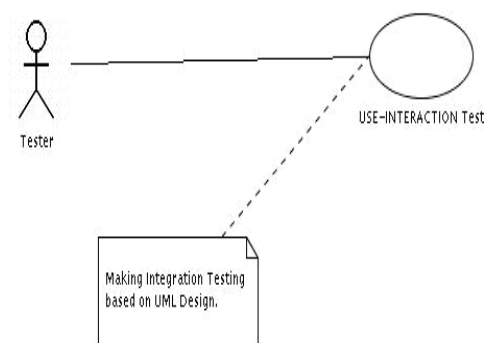 Tester
USE-INTERACTION Test
Making Integration Testing
based on UML Design.